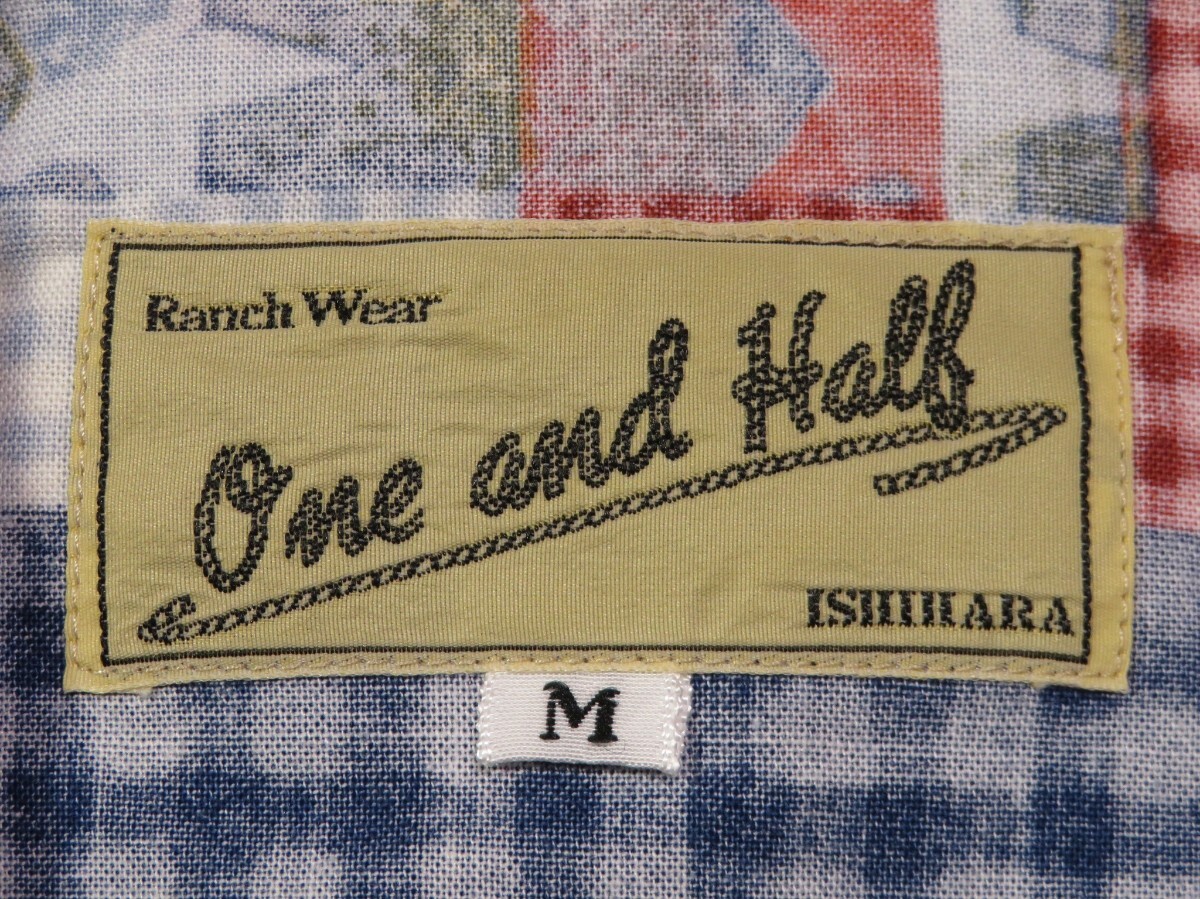 Ranch Wear
One and Half
ISHIHARA
M